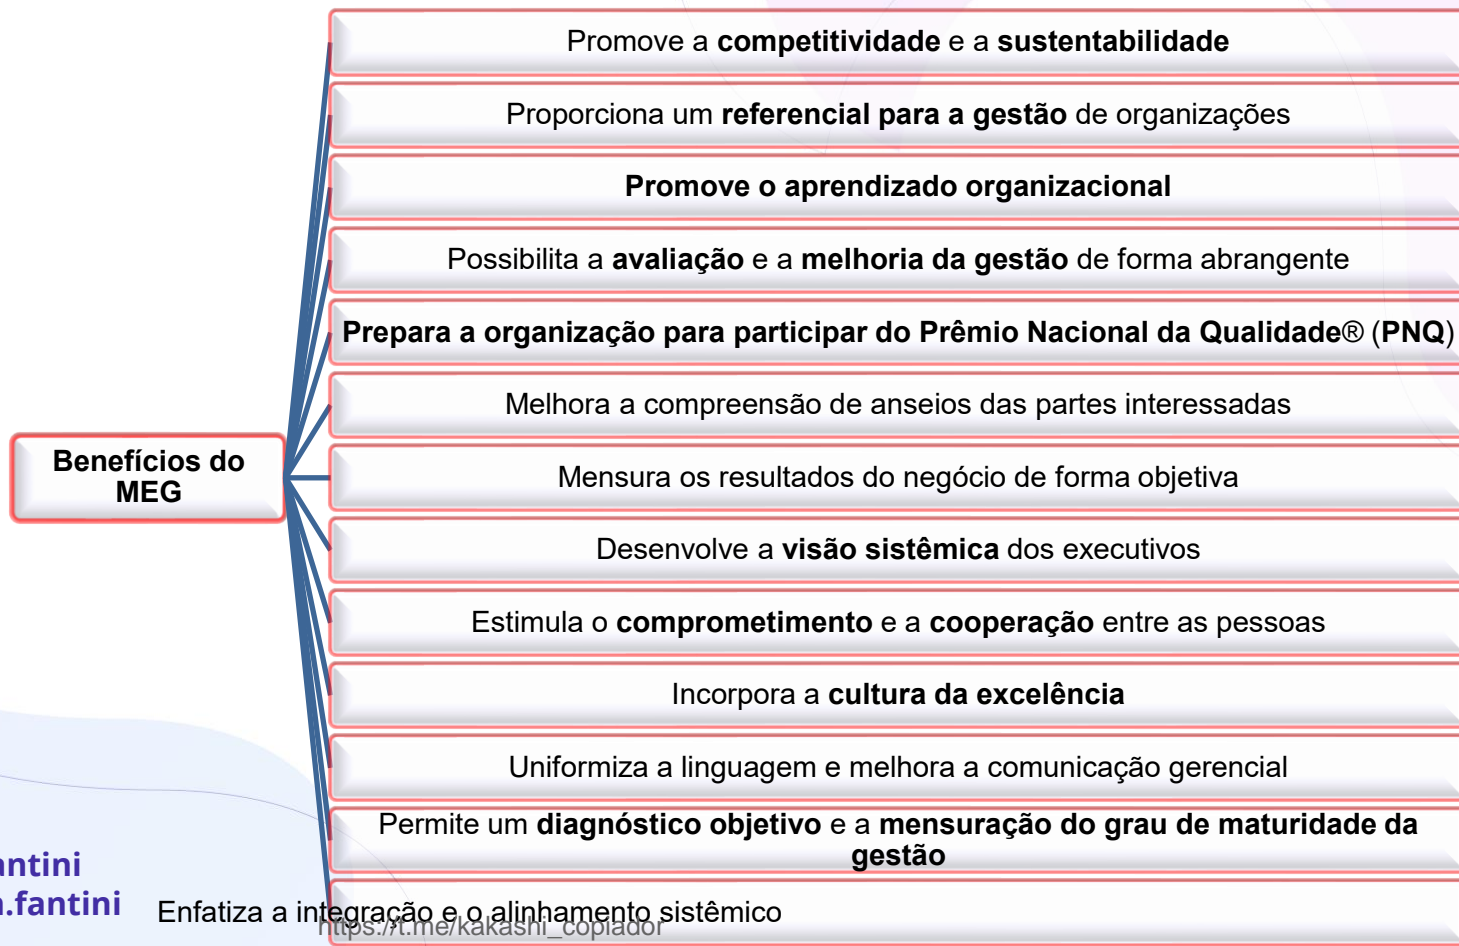 Promove a competitividade e a sustentabilidade
Proporciona um referencial para a gestão de organizações
Promove o aprendizado organizacional
Possibilita a avaliação e a melhoria da gestão de forma abrangente
Prepara a organização para participar do Prêmio Nacional da Qualidade® (PNQ)
Melhora a compreensão de anseios das partes interessadas
Benefícios do
MEG
Mensura os resultados do negócio de forma objetiva
Desenvolve a visão sistêmica dos executivos
Estimula o comprometimento e a cooperação entre as pessoas
Incorpora a cultura da excelência
Uniformiza a linguagem e melhora a comunicação gerencial
Permite um diagnóstico objetivo e a mensuração do grau de maturidade da
gestão
antini
.fantini
Enfatiza a integração e o alinhamento sistêmico
https://t.me/kakashi_copiador